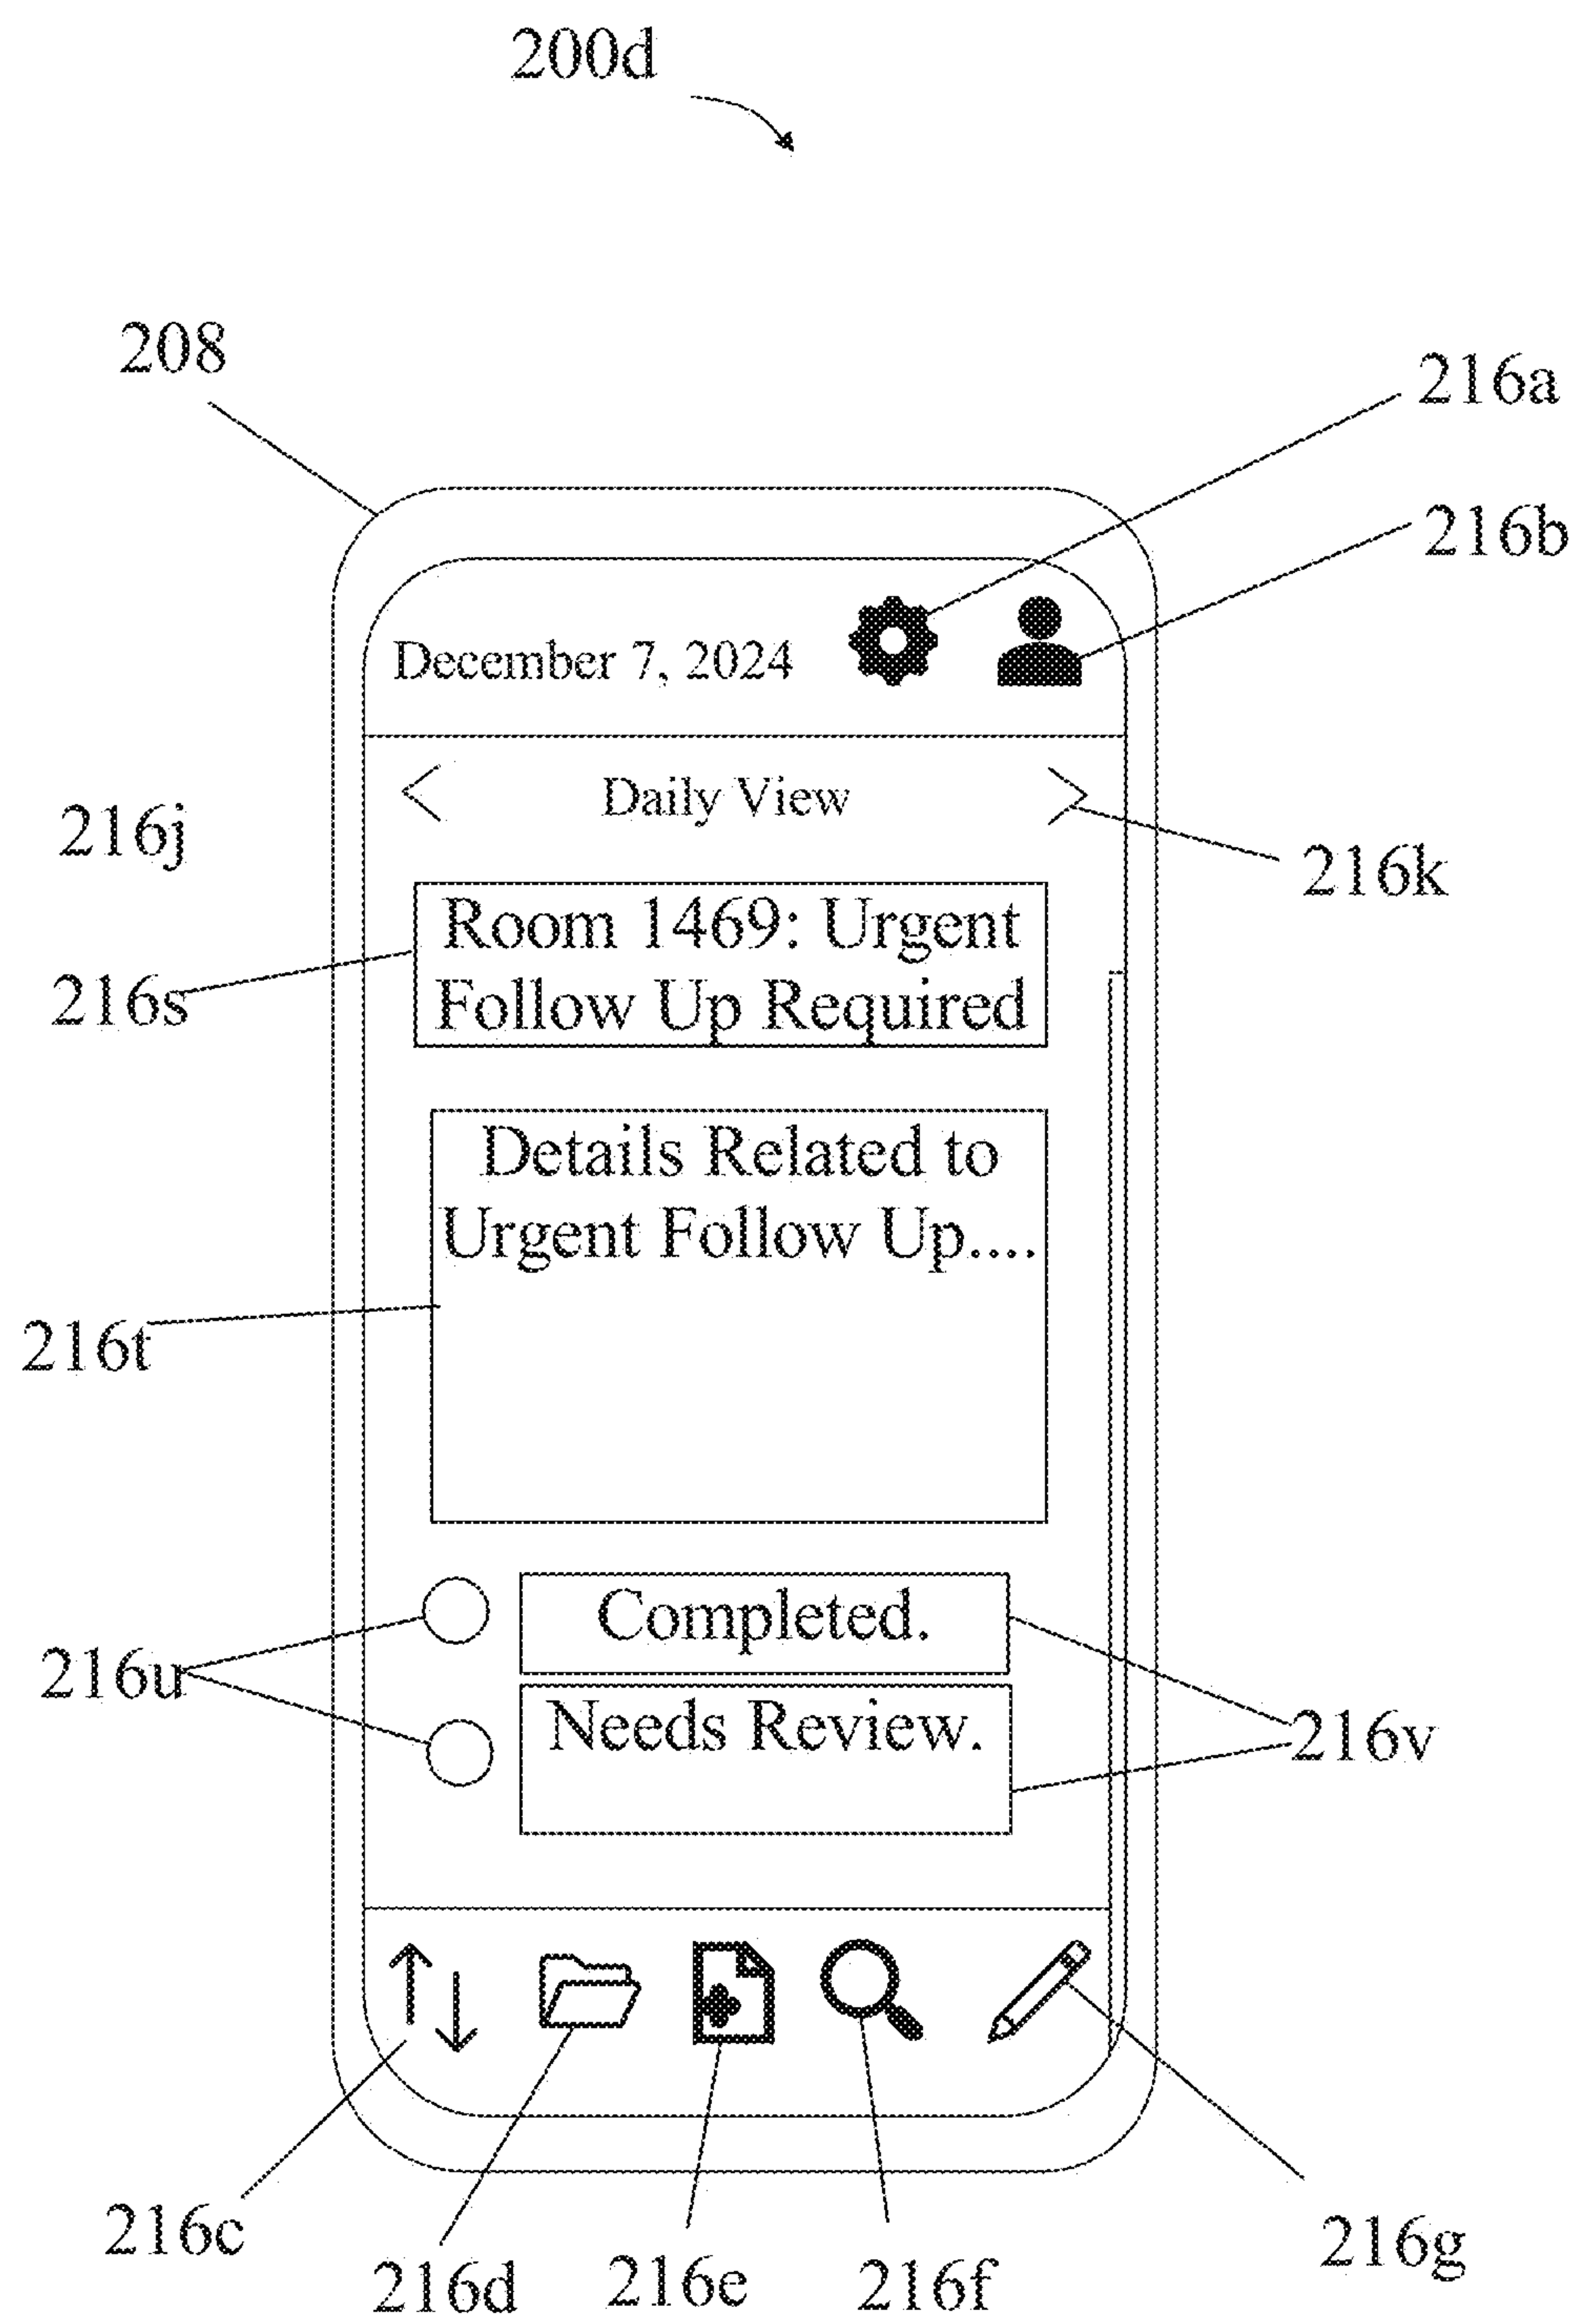 200d
208
216a
216b
December 7, 2024
Daily View
216j
216k
Room 1469: Urgent
Follow Up Required
216s
Details Related to
Urgent Follow Up....
216t
Completed.
216u
Needs Review.
216v
216c
216d
216e
216f
216g